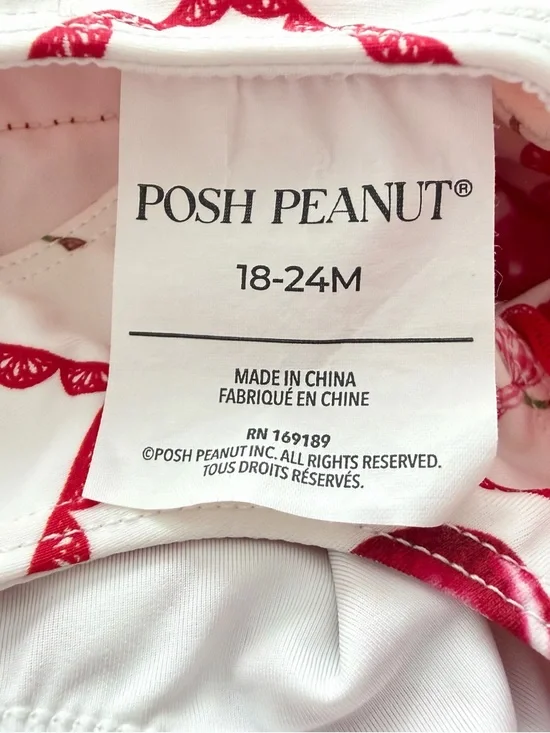 POSH PEANUT®
18-24M
MADE IN CHINA
FABRIQUÉ EN CHINE
RN 169189
©POSH PEANUT INC. ALL RIGHTS RESERVED.
TOUS DROITS RÉSERVÉS.